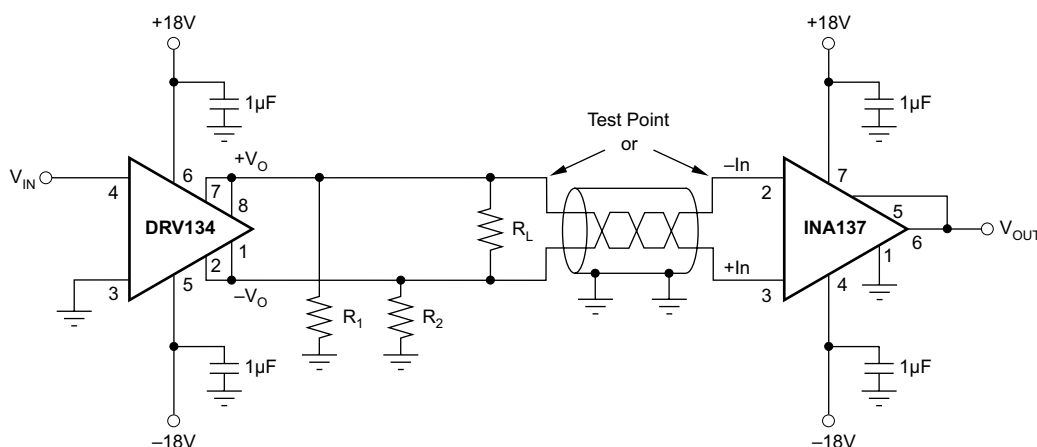 +18V
+18V
1µF
1µF
Test Point
or
+V_O
–In
V_IN
4
6
7
8
DRV134
1
2
5
3
–V_O
R_L
R_1
R_2
2
7
INA137
5
6
V_OUT
1
+In
3
4
1µF
1µF
–18V
–18V